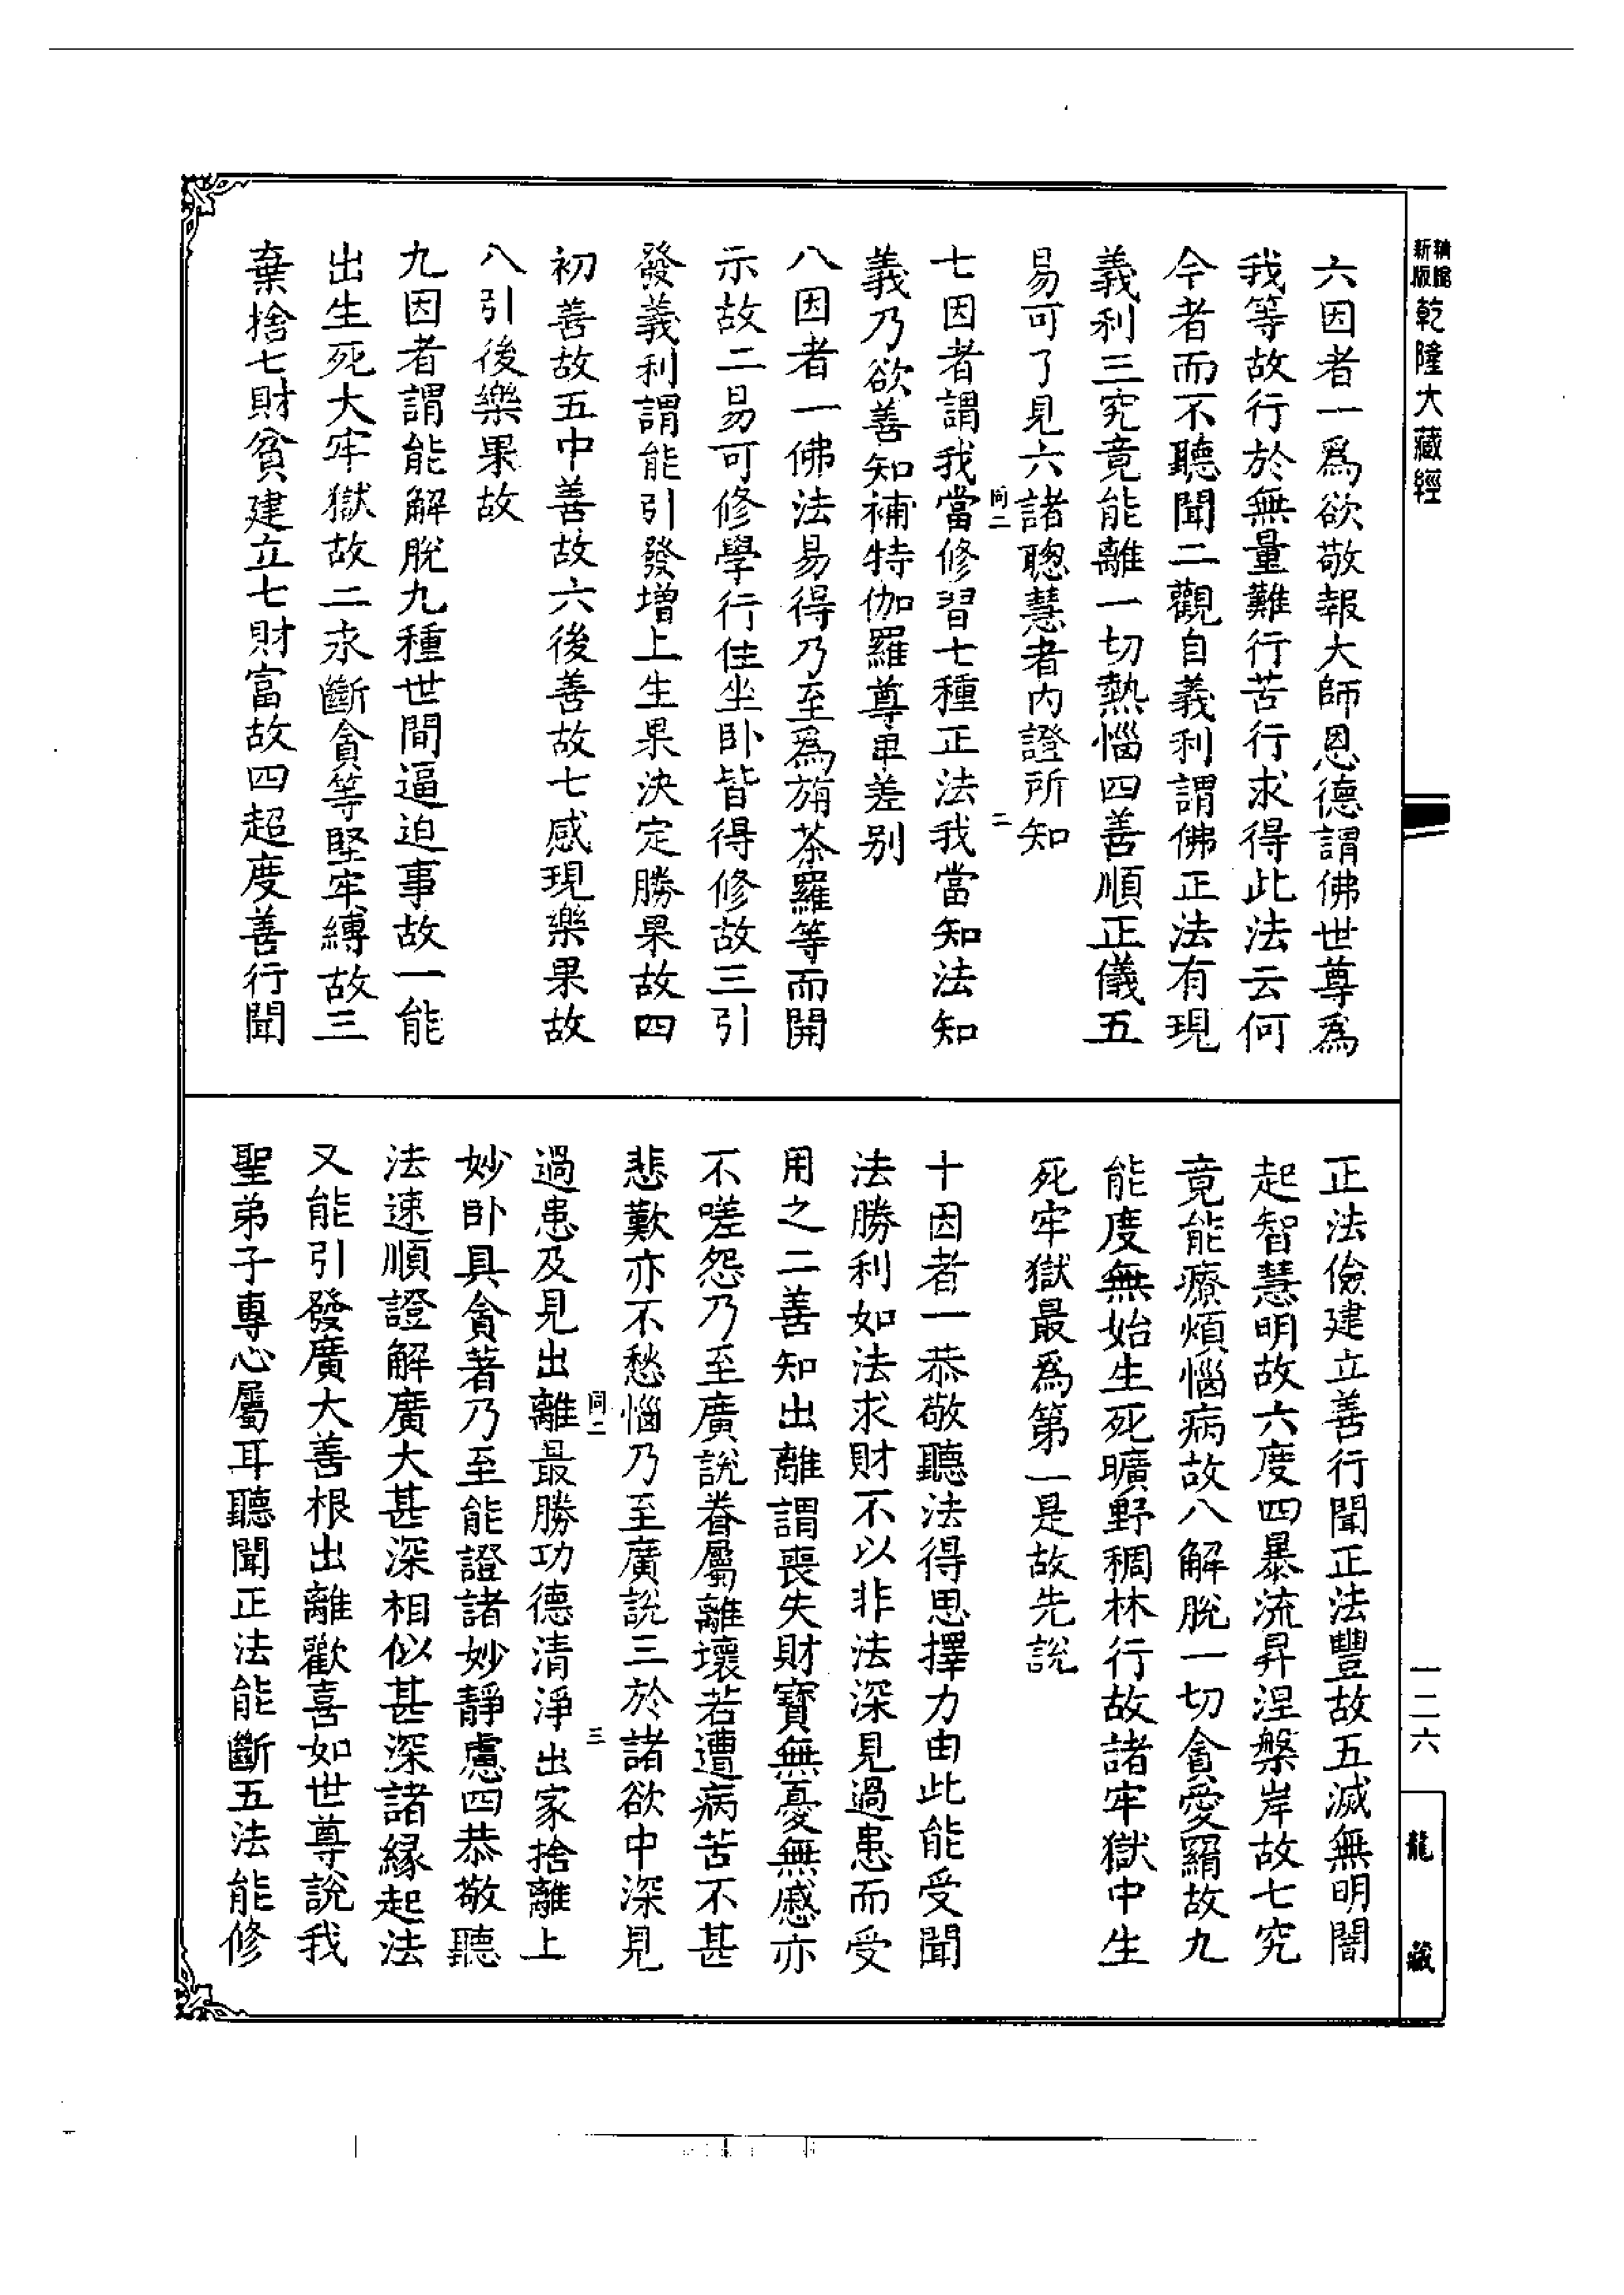 新版
乾隆大藏經
六因者一爲欲敬報大師恩德謂佛世尊爲
我等故行於無量難行苦行求得此法云何
今者而不聽聞二觀自義利謂佛正法有現
義利三究竟能離一切熱惱四善順正儀五
易可了見六諸聰慧者內證所知
同二
二
七因者謂我當修習七種正法我當知法知
義乃欲善知補特伽羅尊卑差別
八因者一佛法易得乃至爲旃荼羅等而開
示故二易可修學行住坐臥皆得修故三引
發義利謂能引發增上生果決定勝果故四
初善故五中善故六後善故七感現樂果故
八引後樂果故
九因者謂能解脫九種世間逼迫事故一能
出生死大牢獄故二永斷貪等堅牢縛故三
棄捨七財貧建立七財富故四超度善行聞
正法儉建立善行聞正法豐故五滅無明闇
起智慧明故六度四暴流昇涅槃岸故七究
竟能療煩惱病故八解脫一切貪愛羂故九
能度無始生死曠野稠林行故諸牢獄中生
死牢獄最爲第一是故先說
十因者一恭敬聽法得思擇力由此能受聞
法勝利如法求財不以非法深見過患而受
用之二善知出離謂喪失財寶無憂無慼亦
不嗟怨乃至廣說眷屬離壞若遭病苦不甚
悲歎亦不愁惱乃至廣說三於諸欲中深見
同二
三
過患及見出離最勝功德清淨出家捨離上
妙臥具貪著乃至能證諸妙靜慮四恭敬聽
法速順證解廣大甚深相似甚深諸緣起法
又能引發廣大善根出離歡喜如世尊說我
聖弟子專心屬耳聽聞正法能斷五法能修
一二六
龍藏